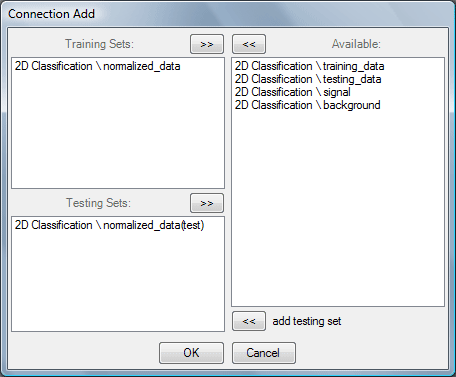 Connection Add
Training Sets:
>>
<<
Available:
2D Classification \ normalized_data
2D Classification \ training_data
2D Classification \ testing_data
2D Classification \ signal
2D Classification \ background
Testing Sets:
>>
2D Classification \ normalized_data(test)
<<
add testing set
OK
Cancel